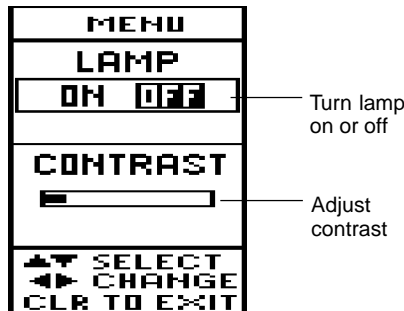 MENU
LAMP
ON OFF
Turn lamp
on or off
CONTRAST
Adjust
contrast
▲▼ SELECT
◀▶ CHANGE
CLR TO EXIT